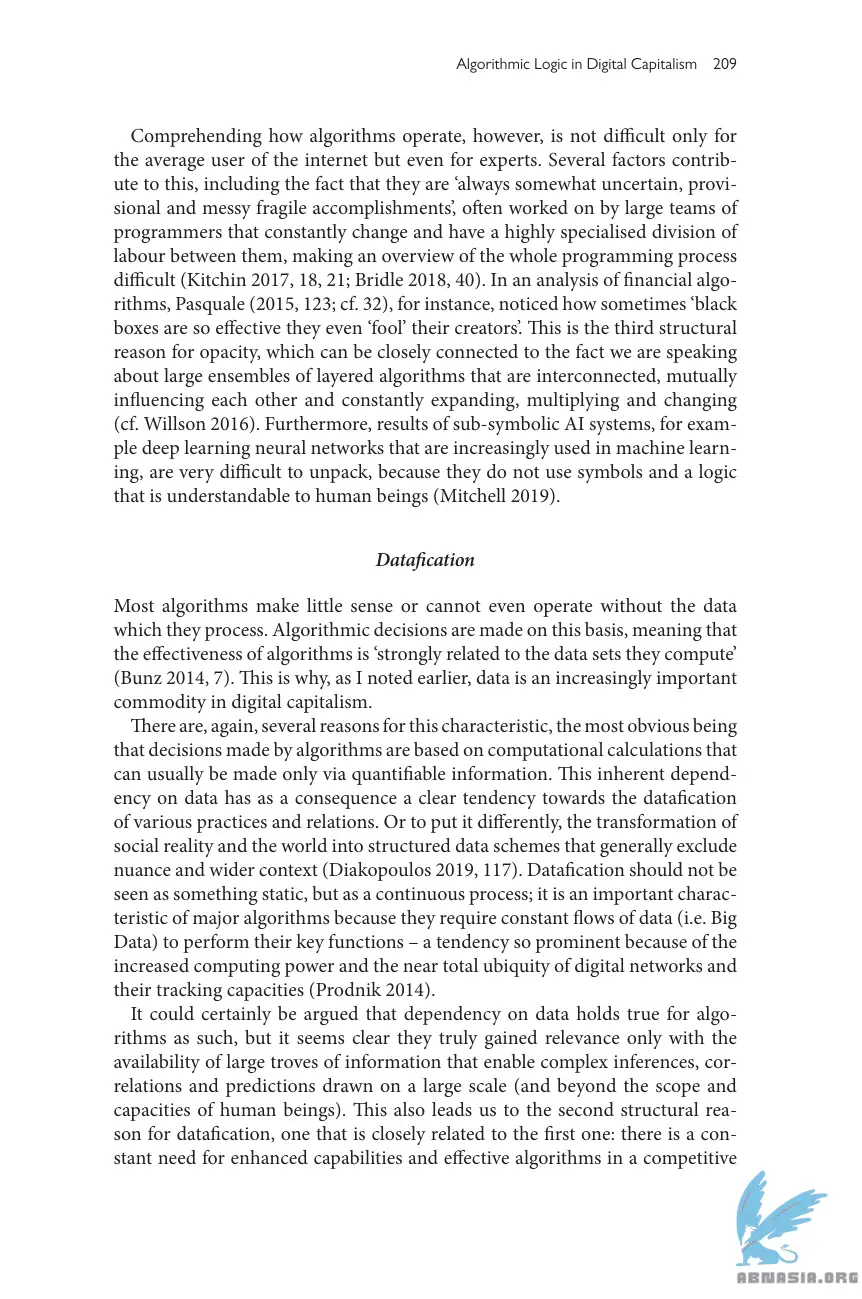 Algorithmic Logic in Digital Capitalism 209
Comprehending how algorithms operate, however, is not difficult only for
the average user of the internet but even for experts. Several factors contrib-
ute to this, including the fact that they are ‘always somewhat uncertain, provi-
sional and messy fragile accomplishments’, often worked on by large teams of
programmers that constantly change and have a highly specialised division of
labour between them, making an overview of the whole programming process
difficult (Kitchin 2017, 18, 21; Bridle 2018, 40). In an analysis of financial algo-
rithms, Pasquale (2015, 123; cf. 32), for instance, noticed how sometimes ‘black
boxes are so effective they even ‘fool’ their creators’. This is the third structural
reason for opacity, which can be closely connected to the fact we are speaking
about large ensembles of layered algorithms that are interconnected, mutually
influencing each other and constantly expanding, multiplying and changing
(cf. Willson 2016). Furthermore, results of sub-symbolic AI systems, for exam-
ple deep learning neural networks that are increasingly used in machine learn-
ing, are very difficult to unpack, because they do not use symbols and a logic
that is understandable to human beings (Mitchell 2019).
Datafication
Most algorithms make little sense or cannot even operate without the data
which they process. Algorithmic decisions are made on this basis, meaning that
the effectiveness of algorithms is ‘strongly related to the data sets they compute’
(Bunz 2014, 7). This is why, as I noted earlier, data is an increasingly important
commodity in digital capitalism.
There are, again, several reasons for this characteristic, the most obvious being
that decisions made by algorithms are based on computational calculations that
can usually be made only via quantifiable information. This inherent depend-
ency on data has as a consequence a clear tendency towards the datafication
of various practices and relations. Or to put it differently, the transformation of
social reality and the world into structured data schemes that generally exclude
nuance and wider context (Diakopoulos 2019, 117). Datafication should not be
seen as something static, but as a continuous process; it is an important charac-
teristic of major algorithms because they require constant flows of data (i.e. Big
Data) to perform their key functions – a tendency so prominent because of the
increased computing power and the near total ubiquity of digital networks and
their tracking capacities (Prodnik 2014).
It could certainly be argued that dependency on data holds true for algo-
rithms as such, but it seems clear they truly gained relevance only with the
availability of large troves of information that enable complex inferences, cor-
relations and predictions drawn on a large scale (and beyond the scope and
capacities of human beings). This also leads us to the second structural rea-
son for datafication, one that is closely related to the first one: there is a con-
stant need for enhanced capabilities and effective algorithms in a competitive
ABNASIA.ORG